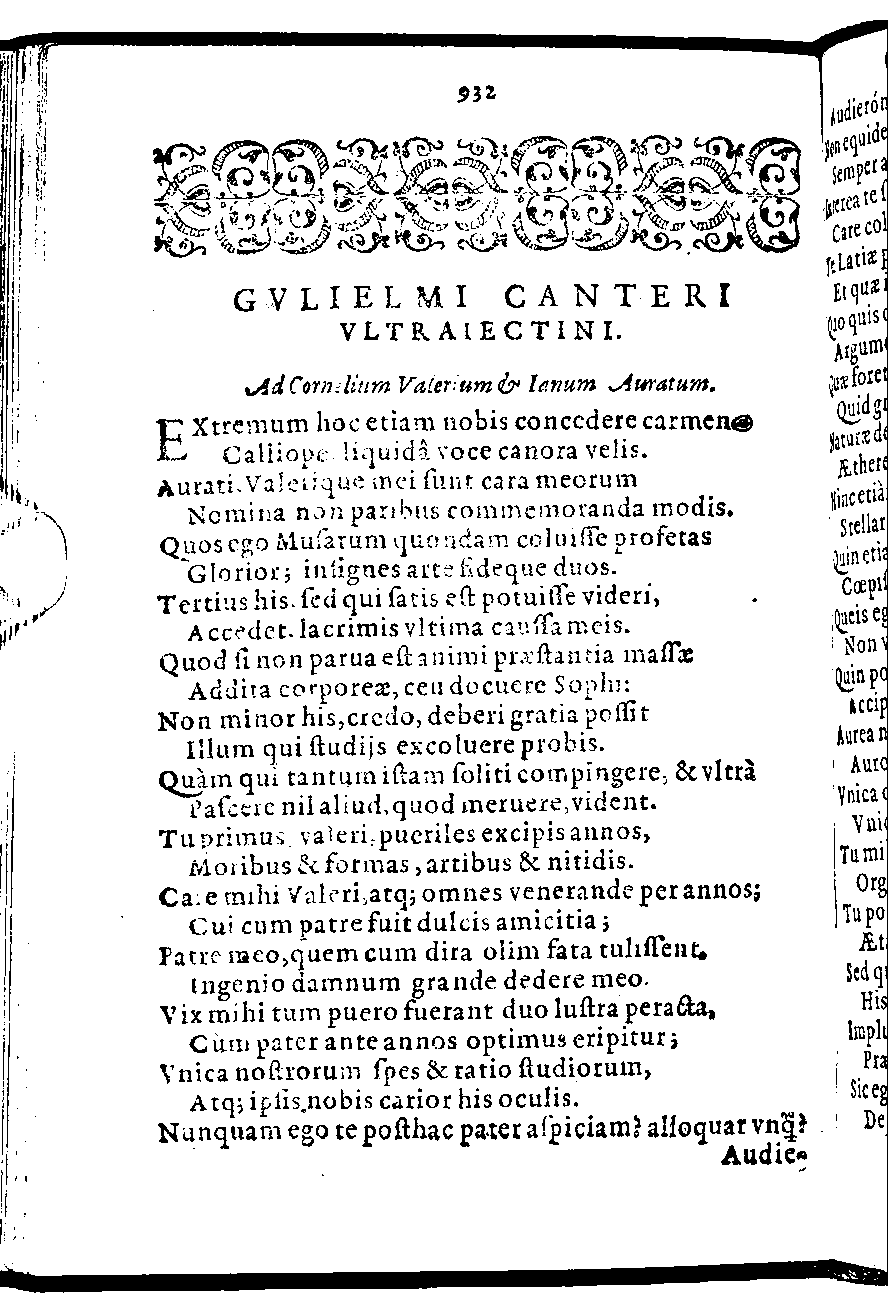 932
GVLIELMI CANTERI
VLTRAIECTINI.
Ad Cornelium Valerium & Ianum Auratum.
EXtremum hoc etiam nobis concedere carmen
Calliope, liquidâ voce canora velis.
Aurati, Valerique mei sunt cara meorum
Nomina non paribus commemoranda modis.
Quos ego Musarum quondam coluisse profetas
Glorior; insignes arte fideque duos.
Tertius his, sed qui satis est potuisse videri,
Accedet, lacrimis vltima caussa meis.
Quod si non parua est animi præstantia massæ
Addita corporeæ, ceu docuere Sophi:
Non minor his, credo, deberi gratia possit
Illum qui studijs excoluere probis.
Quàm qui tantum istam soliti compingere, & vltrà
Pascere nil aliud, quod meruere, vident.
Tu primus, valeri, pueriles excipis annos,
Moribus & formas, artibus & nitidis.
Care mihi Valeri, atq; omnes venerande per annos;
Cui cum patre fuit dulcis amicitia;
Patre meo, quem cum dira olim fata tulissent,
Ingenio damnum grande dedere meo.
Vix mihi tum puero fuerant duo lustra peracta,
Cùm pater ante annos optimus eripitur;
Vnica nostrorum spes & ratio studiorum,
Atq; ipsis nobis carior his oculis.
Nunquam ego te posthac pater aspiciam? alloquar vnq̃?
Audie-
Audieró
Non equide
Semper a
Interea te
Care col
Et Latiæ p
Et quæ i
Quo quis
Argum
Quæ foret
Quid g
Naturæ de
Æthere
Hinc etià
Stellar
Quin etia
Cœpis
Queis eg
Non v
Quin po
Accip
Aurea n
Auro
Vnica
Vnic
Tu mi
Org
Tu po
Æt
Sed q
His
Implu
Præ
Sic eg
De